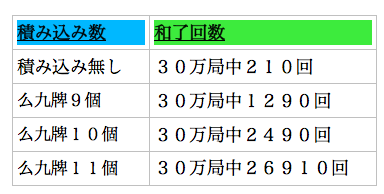 積み込み数 和了回数
積み込み無し ３０万局中２１０回
么九牌９個 ３０万局中１２９０回
么九牌１０個 ３０万局中２４９０回
么九牌１１個 ３０万局中２６９１０回